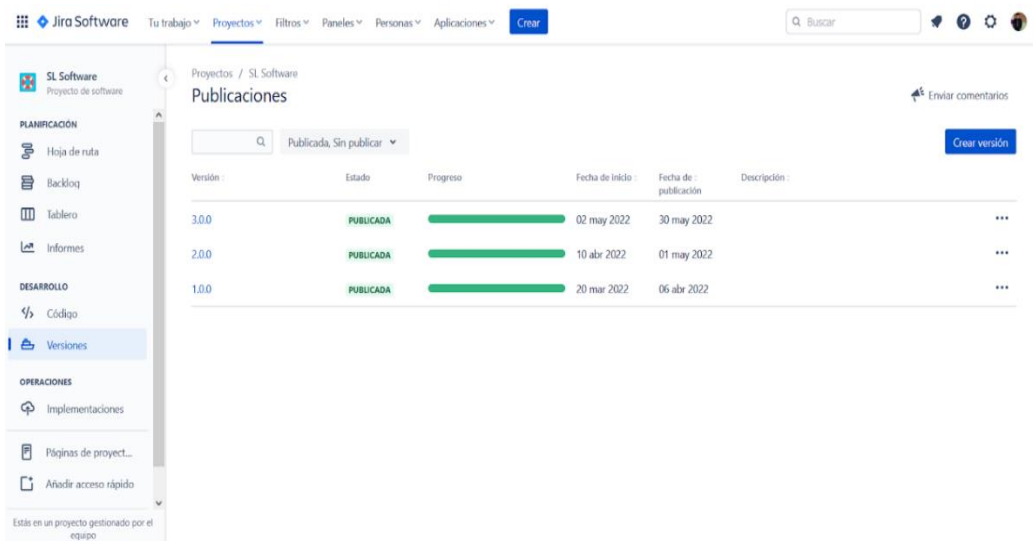 Jira Software Tu trabajo Proyectos Filtros Paneles Personas Aplicaciones Crear Buscar
SL Software
Proyecto de software
PLANIFICACIÓN
Hoja de ruta
Backlog
Tablero
Informes
DESARROLLO
Código
Versiones
OPERACIONES
Implementaciones
Páginas de proyect...
Añadir acceso rápido
Estás en un proyecto gestionado por el
equipo
Proyectos / SL Software
Publicaciones
Enviar comentarios
Publicada, Sin publicar
Crear versión
Versión Estado Progreso Fecha de inicio Fecha de Descripción
publicación
3.0.0 PUBLICADA 02 may 2022 30 may 2022
2.0.0 PUBLICADA 10 abr 2022 01 may 2022
1.0.0 PUBLICADA 20 mar 2022 06 abr 2022